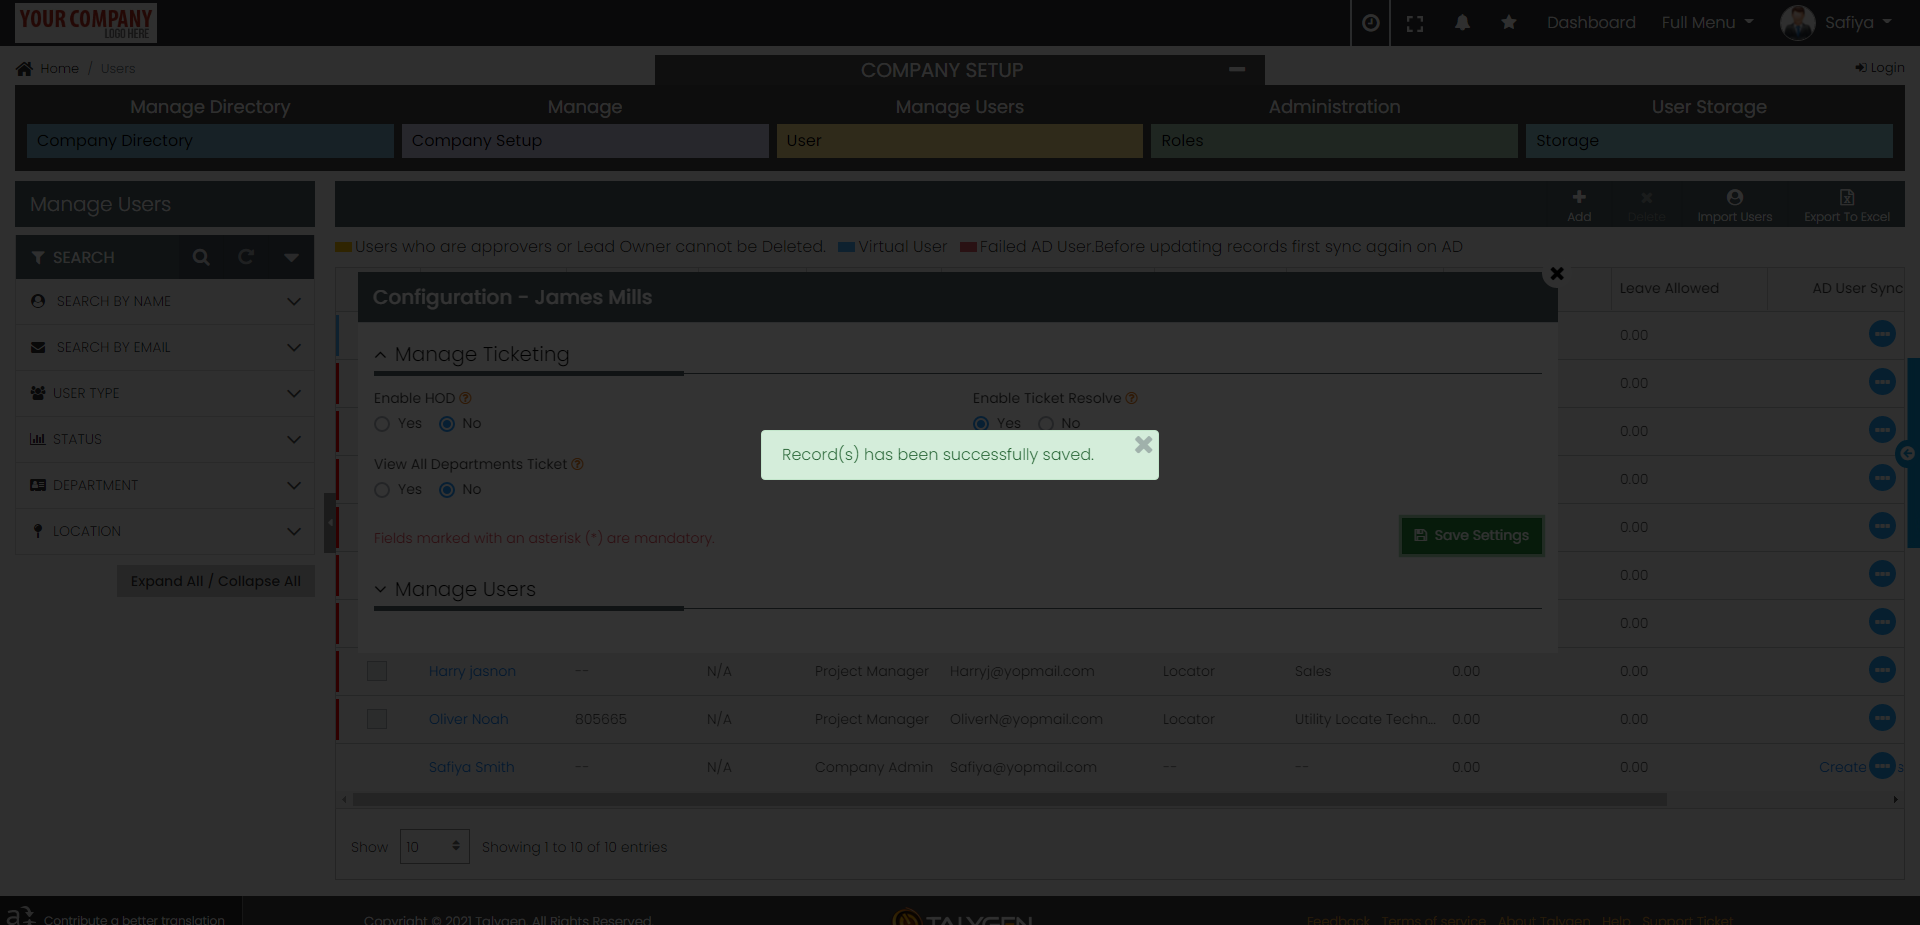 YOUR COMPANY
LOGO HERE
Dashboard
Full Menu
Safiya
Home / Users
COMPANY SETUP
Login
Manage Directory
Manage
Manage Users
Administration
User Storage
Company Directory
Company Setup
User
Roles
Storage
Manage Users
Add
Delete
Import Users
Export To Excel
SEARCH
Users who are approvers or Lead Owner cannot be Deleted.
Virtual User
Failed AD User.Before updating records first sync again on AD
SEARCH BY NAME
SEARCH BY EMAIL
USER TYPE
STATUS
DEPARTMENT
LOCATION
Expand All / Collapse All
Leave Allowed
AD User Sync
0.00
0.00
0.00
0.00
0.00
0.00
0.00
Configuration - James Mills
Manage Ticketing
Enable HOD
Yes No
Enable Ticket Resolve
Yes No
Record(s) has been successfully saved.
View All Departments Ticket
Yes No
Fields marked with an asterisk (*) are mandatory.
Save Settings
Manage Users
Harry jasnon -- N/A Project Manager Harryj@yopmail.com Locator Sales 0.00 0.00
Oliver Noah 805665 N/A Project Manager OliverN@yopmail.com Locator Utility Locate Techn... 0.00 0.00
Safiya Smith -- N/A Company Admin Safiya@yopmail.com -- -- 0.00 0.00 Create s
Show 10 Showing 1 to 10 of 10 entries
Contribute a better translation
Copyright © 2021 Talygen. All Rights Reserved
TALYGEN
Feedback Terms of service About Talygen Help Support Ticket